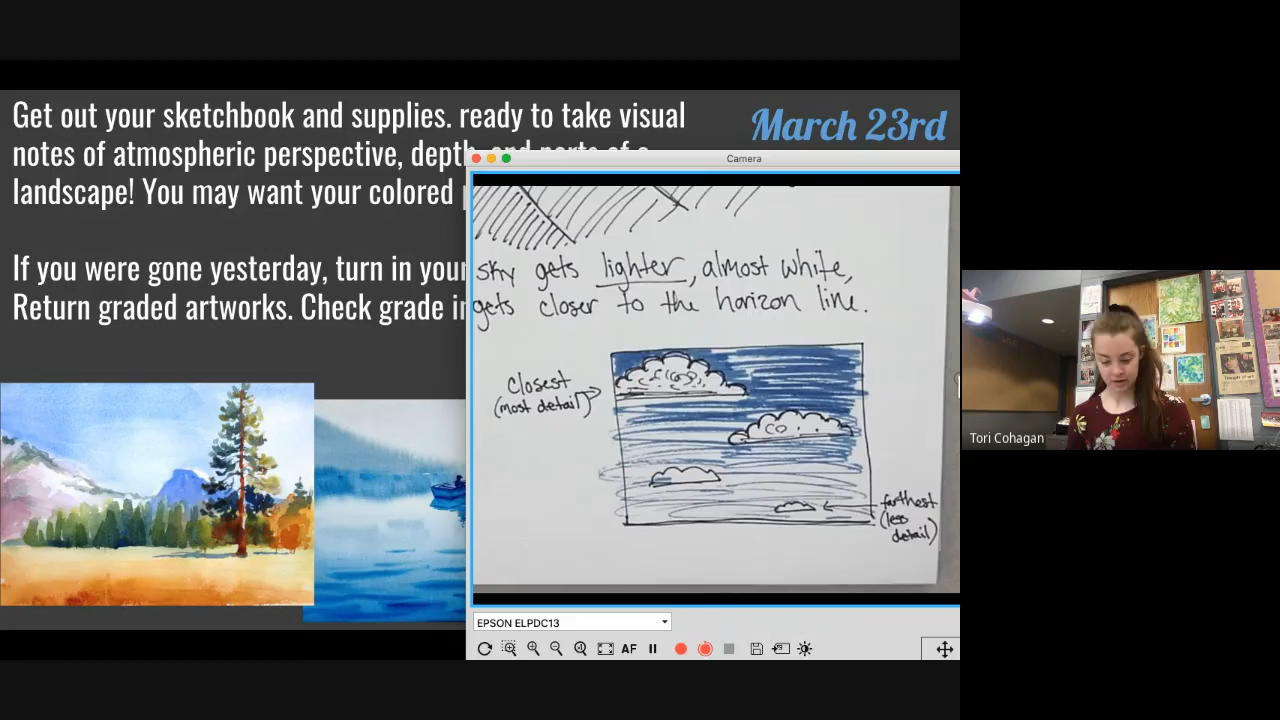 Get out your sketchbook and supplies. ready to take visual
notes of atmospheric perspective, depth, and parts of a
landscape! You may want your colored
If you were gone yesterday, turn in your
Return graded artworks. Check grade in
March 23rd
Camera
sky gets lighter, almost white,
gets closer to the horizon line.
Closest
(most detail)
farthest
(less
detail)
EPSON ELPDC13
AF
Tori Cohagan